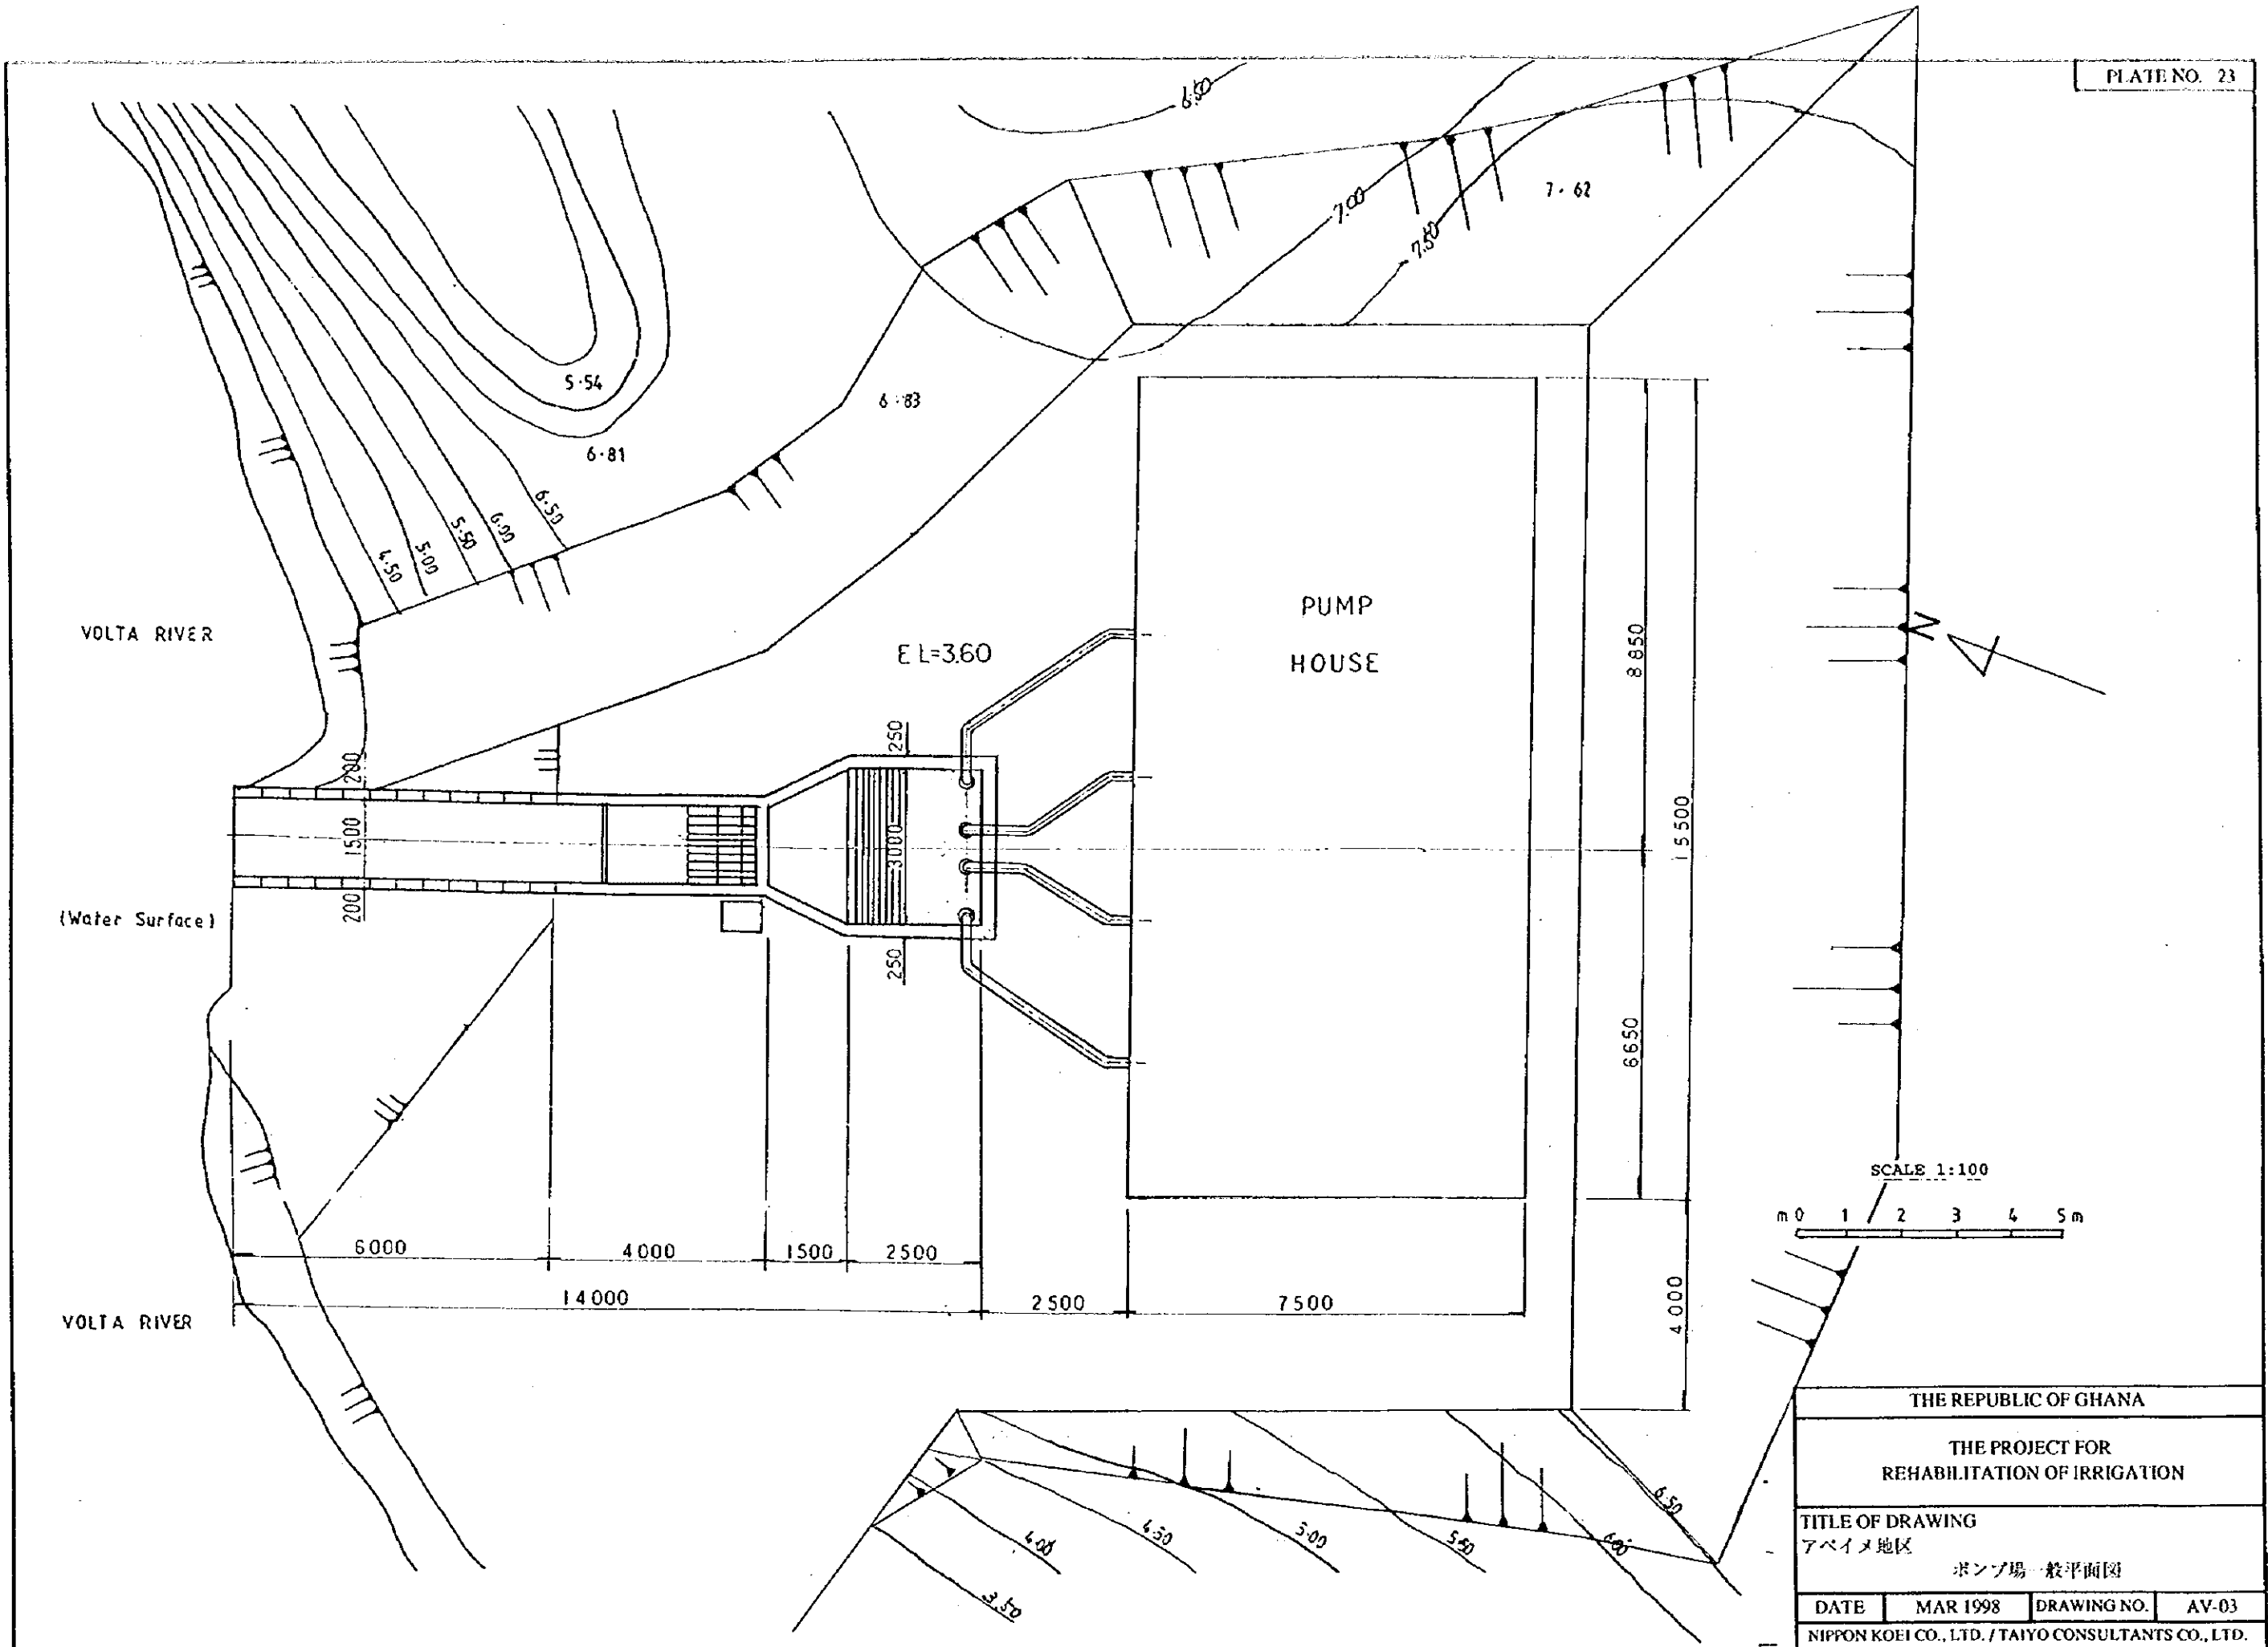 PLATE NO. 23
6.50
7.00
7.50
7.62
5.54
6.83
6.81
6.50
6.00
5.50
5.00
4.50
VOLTA RIVER
EL=3.60
PUMP
HOUSE
8850
15500
N
250
200
1500
3000
200
250
(Water Surface)
6650
SCALE 1:100
m 0 1 2 3 4 5 m
6000
4000
1500
2500
14000
2500
7500
4000
VOLTA RIVER
6.50
6.00
5.50
5.00
4.50
4.00
3.50
THE REPUBLIC OF GHANA
THE PROJECT FOR
REHABILITATION OF IRRIGATION
TITLE OF DRAWING
アベイメ地区
ポンプ場一般平面図
DATE MAR 1998 DRAWING NO. AV-03
NIPPON KOEI CO., LTD. / TAIYO CONSULTANTS CO., LTD.